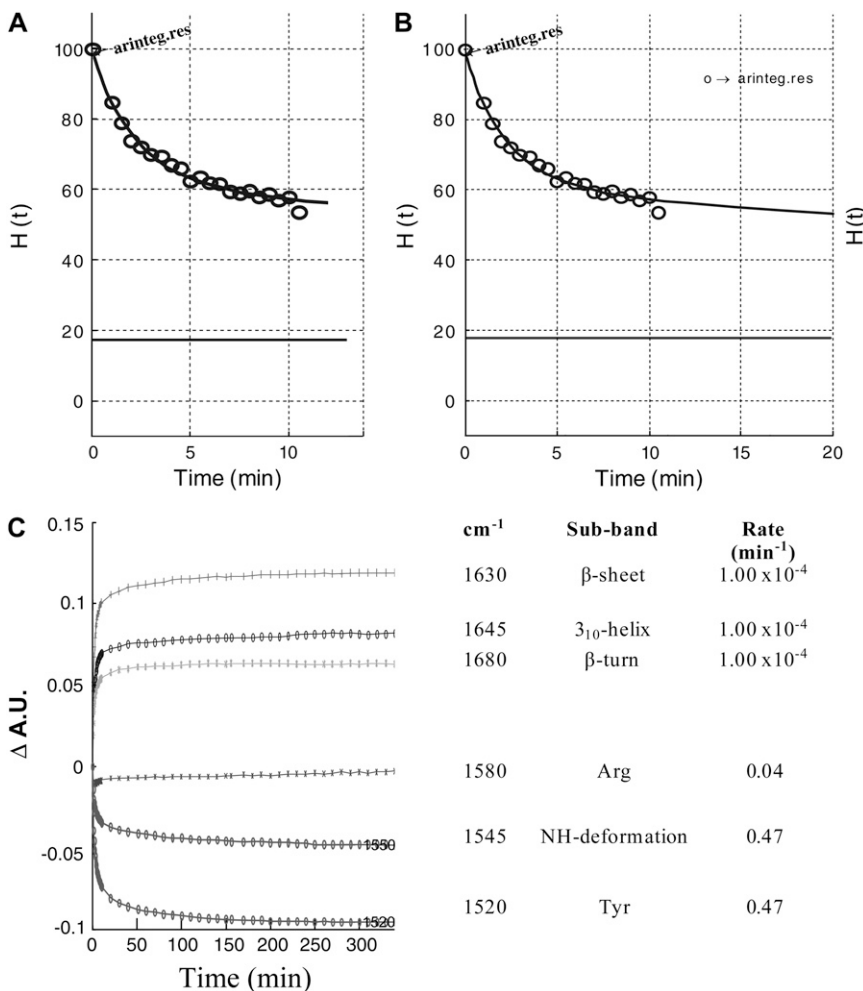 A
100
arinteg.res
80
60
40
20
0
H (t)
0 5 10
Time (min)
B
100
arinteg.res
o → arinteg.res
80
60
40
20
0
H (t)
H (t)
0 5 10 15 20
Time (min)
C
0.15
0.1
0.05
0
-0.05
-0.1
Δ A.U.
1550
1520
0 50 100 150 200 250 300
Time (min)
cm⁻¹ Sub-band Rate
(min⁻¹)
1630 β-sheet 1.00 x10⁻⁴
1645 3₁₀-helix 1.00 x10⁻⁴
1680 β-turn 1.00 x10⁻⁴
1580 Arg 0.04
1545 NH-deformation 0.47
1520 Tyr 0.47